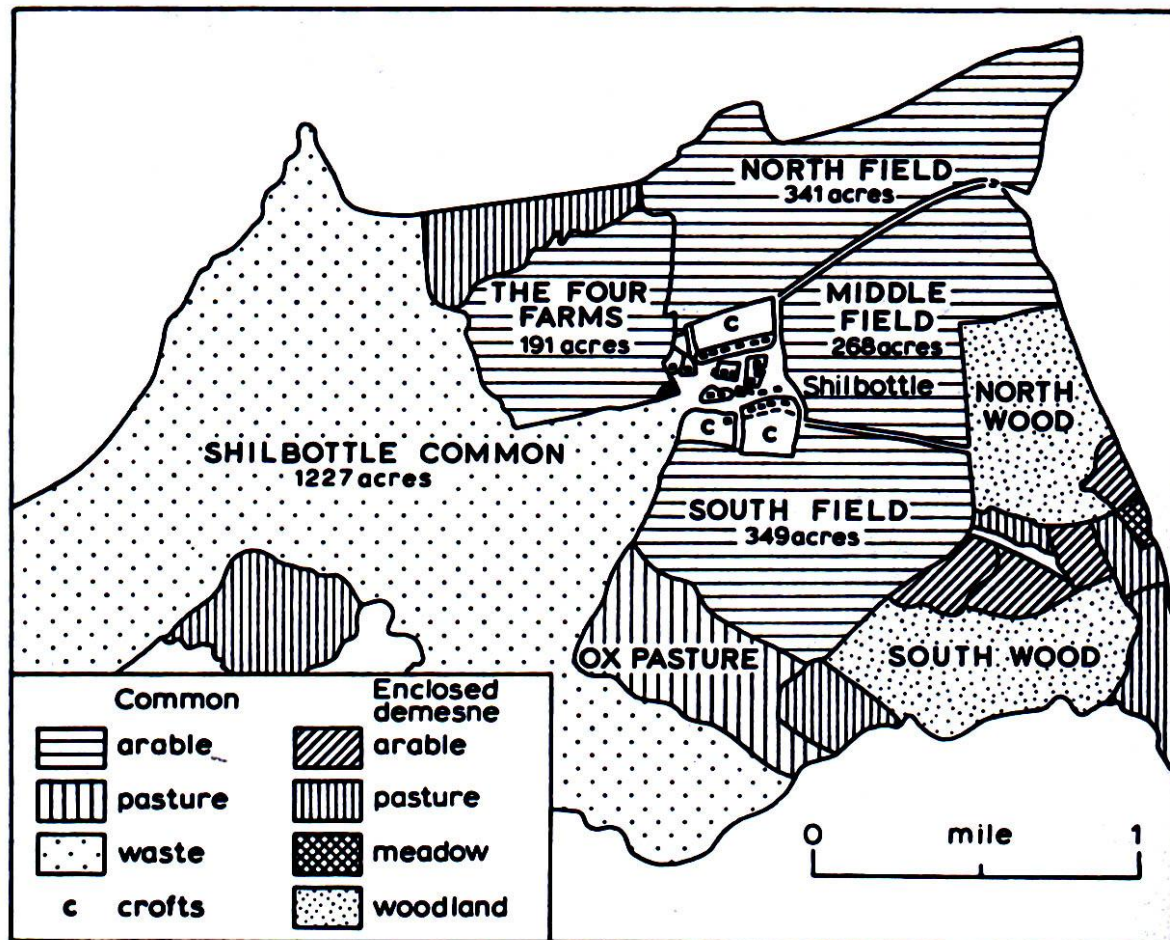 NORTH FIELD
341 acres
THE FOUR
FARMS
191 acres
MIDDLE
FIELD
268 acres
C
Shilbottle
NORTH
WOOD
C
C
SHILBOTTLE COMMON
1227 acres
SOUTH FIELD
349 acres
OX PASTURE
SOUTH WOOD
Common
arable
pasture
waste
c crofts
Enclosed
demesne
arable
pasture
meadow
woodland
0 mile 1